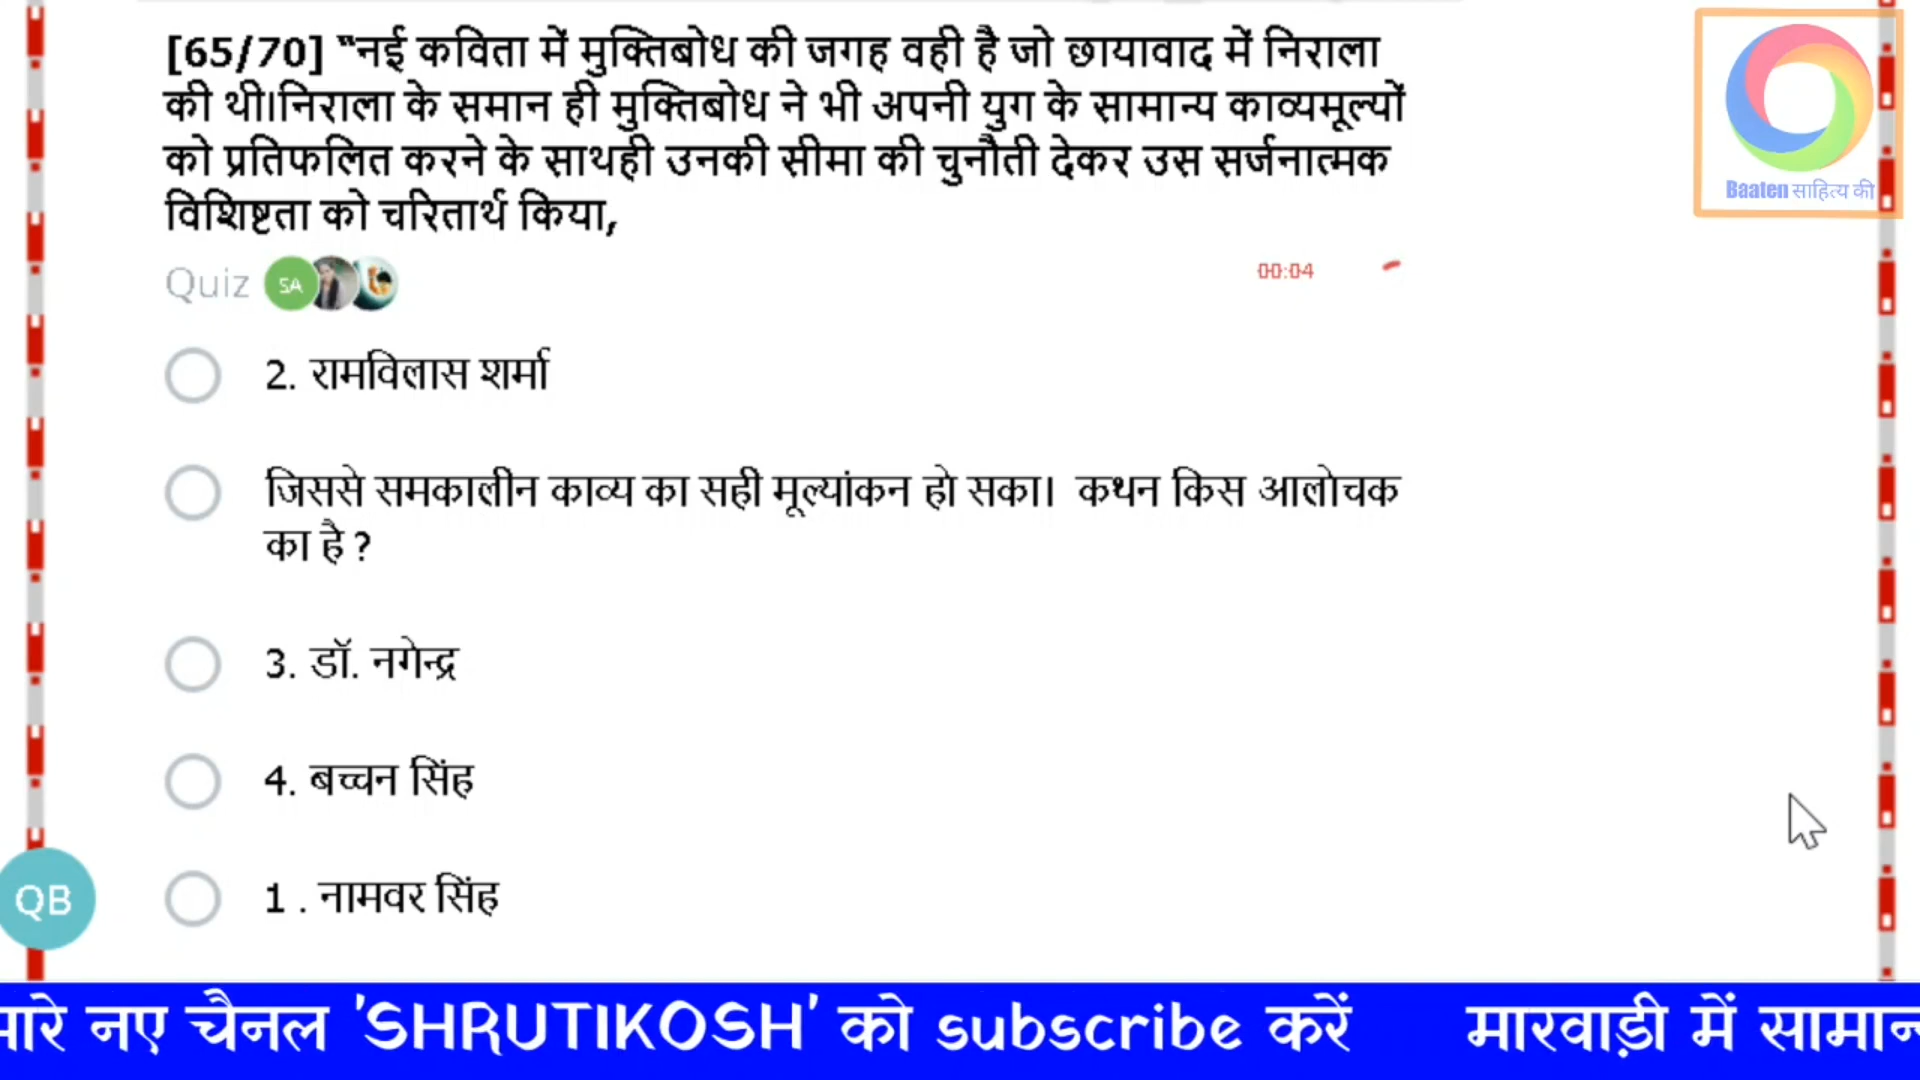 [65/70] "नई कविता में मुक्तिबोध की जगह वही है जो छायावाद में निराला
की थी।निराला के समान ही मुक्तिबोध ने भी अपनी युग के सामान्य काव्यमूल्यों
को प्रतिफलित करने के साथही उनकी सीमा की चुनौती देकर उस सर्जनात्मक
विशिष्टता को चरितार्थ किया,
Baaten साहित्य की
Quiz SA
00:04
2. रामविलास शर्मा
जिससे समकालीन काव्य का सही मूल्यांकन हो सका। कथन किस आलोचक
का है ?
3. डॉ. नगेन्द्र
4. बच्चन सिंह
QB
1 . नामवर सिंह
मारे नए चैनल 'SHRUTIKOSH' को subscribe करें मारवाड़ी में